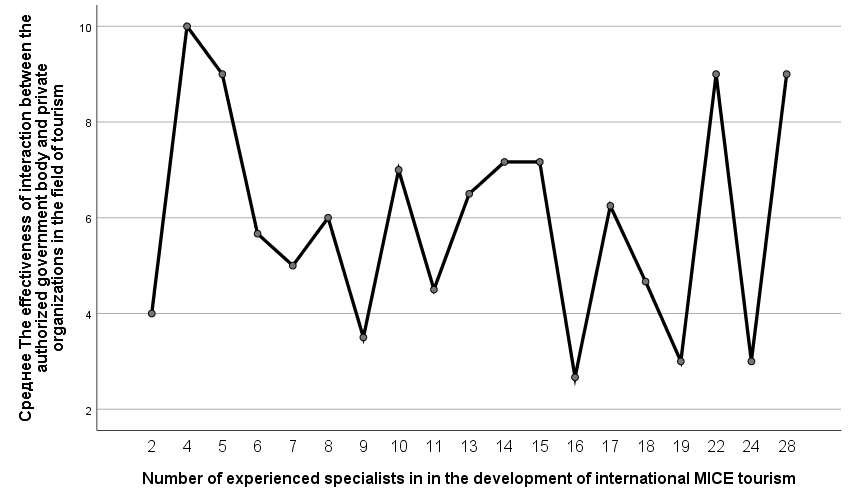 Среднее The effectiveness of interaction between the
authorized government body and private
organizations in the field of tourism
10
8
6
4
2
2 4 5 6 7 8 9 10 11 13 14 15 16 17 18 19 22 24 28
Number of experienced specialists in in the development of international MICE tourism